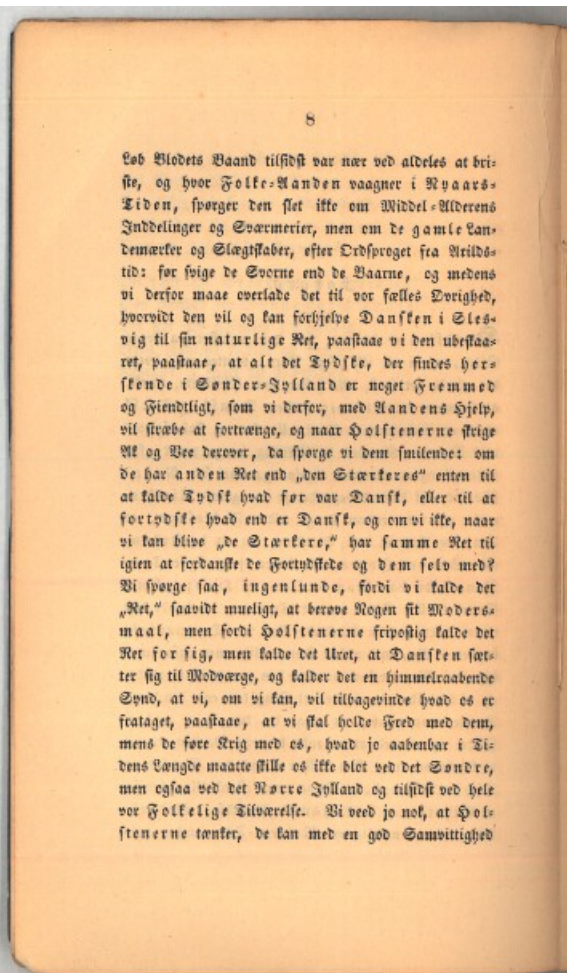 8
Løb Blodets Baand tilsidst var nær ved aldeles at bri=
ste, og hvor Folke=Aanden vaagner i Nyaars=
Tiden, spørger den slet ikke om Middel=Alderens
Inddelinger og Sværmerier, men om de gamle Lan=
demærker og Slægtskaber, efter Ordsproget fra Arilds=
tid: før svige de Svorne end de Baarne, og medens
vi derfor maae overlade det til vor fælles Øvrighed,
hvorvidt den vil og kan forhjelpe Dansken i Sles=
vig til sin naturlige Ret, paastaae vi den ubeskaa=
ret, paastaae, at alt det Tydske, der findes her=
skende i Sønder=Jylland er noget Fremmed
og Fiendtligt, som vi derfor, med Aandens Hjelp,
vil stræbe at fortrænge, og naar Holstenerne skrige
Ak og Vee derover, da spørge vi dem smilende: om
de har anden Ret end „den Stærkeres“ enten til
at kalde Tydsk hvad før var Dansk, eller til at
fortydske hvad end er Dansk, og om vi ikke, naar
vi kan blive „de Stærkere,“ har samme Ret til
igien at fordanske de Fortydskede og dem selv med?
Vi spørge saa, ingenlunde, fordi vi kalde det
„Ret,“ saavidt mueligt, at berøve Nogen sit Moders=
maal, men fordi Holstenerne fripostig kalde det
Ret for sig, men kalde det Uret, at Dansken sæt=
ter sig til Modværge, og kalder det en himmelraabende
Synd, at vi, om vi kan, vil tilbagevinde hvad os er
frataget, paastaae, at vi skal holde Fred med dem,
mens de føre Krig med os, hvad jo aabenbar i Ti=
dens Længde maatte skille os ikke blot ved det Søndre,
men ogsaa ved det Nørre Jylland og tilsidst ved hele
vor Folkelige Tilværelse. Vi veed jo nok, at Hol=
stenerne tænker, de kan med en god Samvittighed